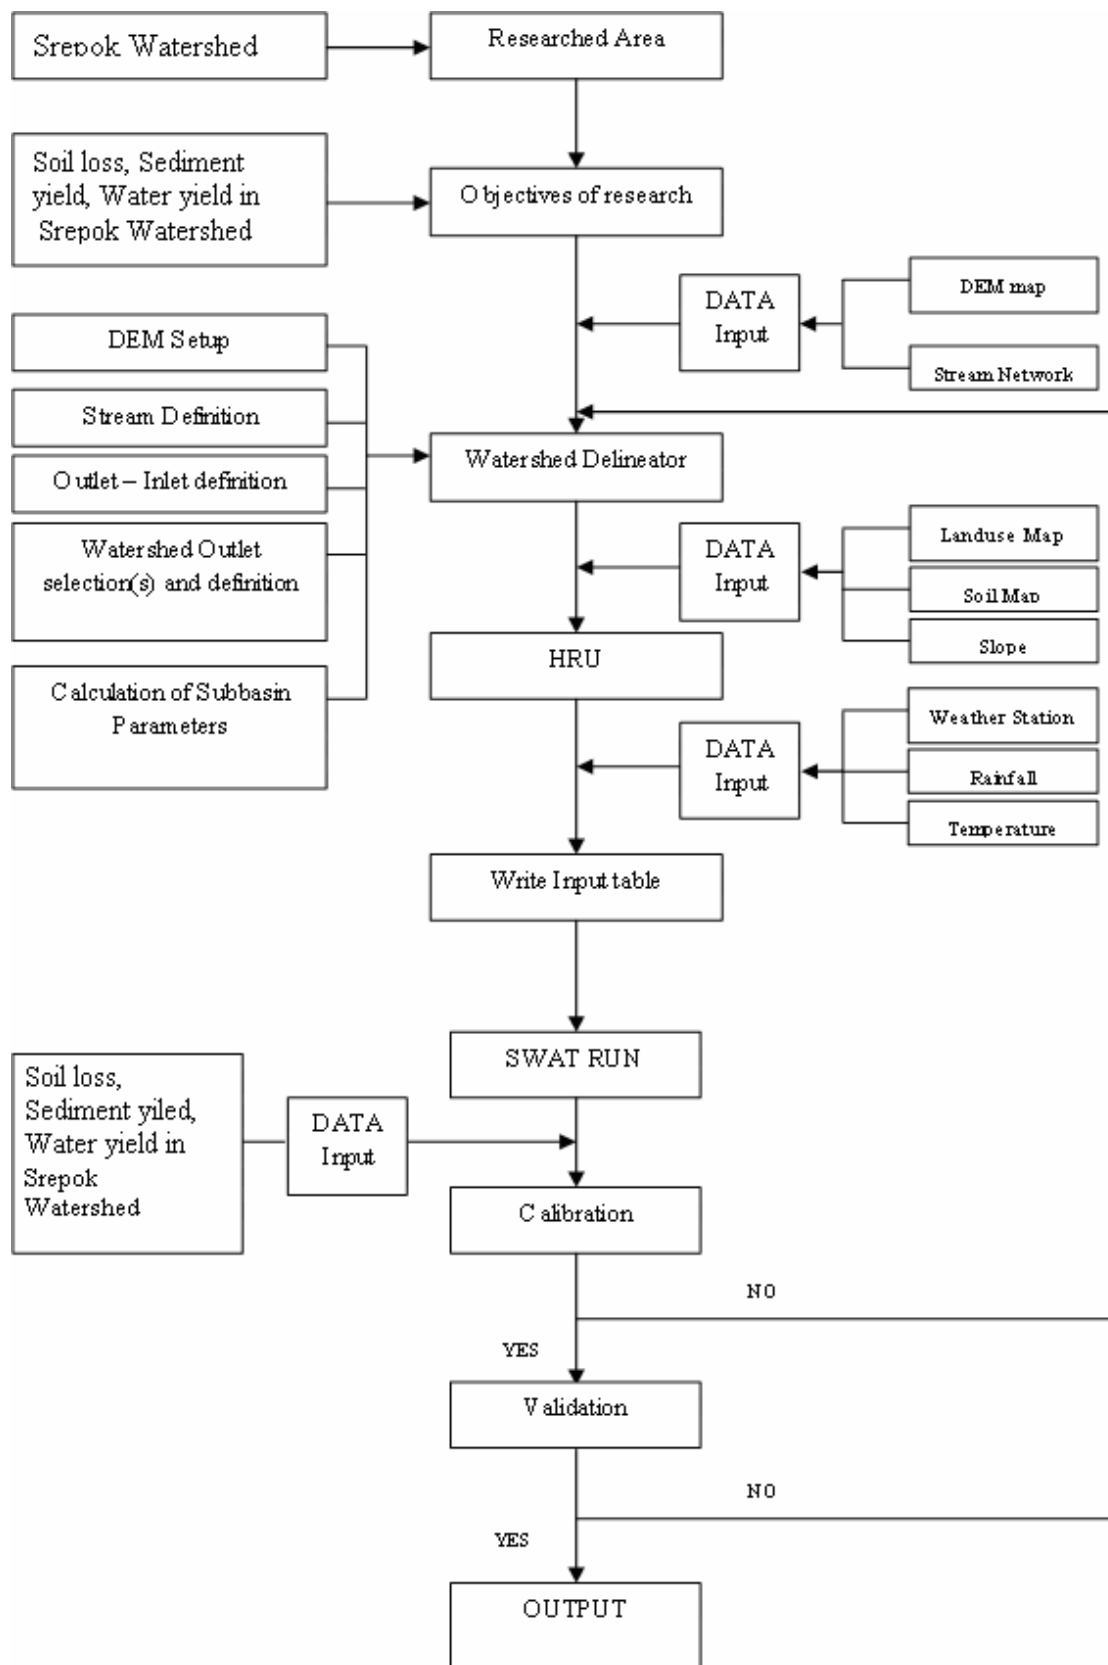 Srepok Watershed
Researched Area
Soil loss, Sediment
yield, Water yield in
Srepok Watershed
Objectives of research
DATA
Input
DEM map
Stream Network
DEM Setup
Stream Definition
Outlet – Inlet definition
Watershed Outlet
selection(s) and definition
Calculation of Subbasin
Parameters
Watershed Delineator
DATA
Input
Landuse Map
Soil Map
Slope
HRU
DATA
Input
Weather Station
Rainfall
Temperature
Write Input table
SWAT RUN
Soil loss,
Sediment yiled,
Water yield in
Srepok
Watershed
DATA
Input
Calibration
NO
YES
Validation
NO
YES
OUTPUT